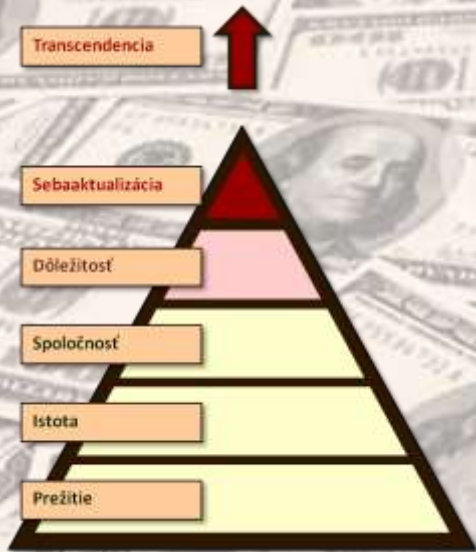 Transcendencia
Sebaaktualizácia
Dôležitosť
Spoločnosť
Istota
Prežitie